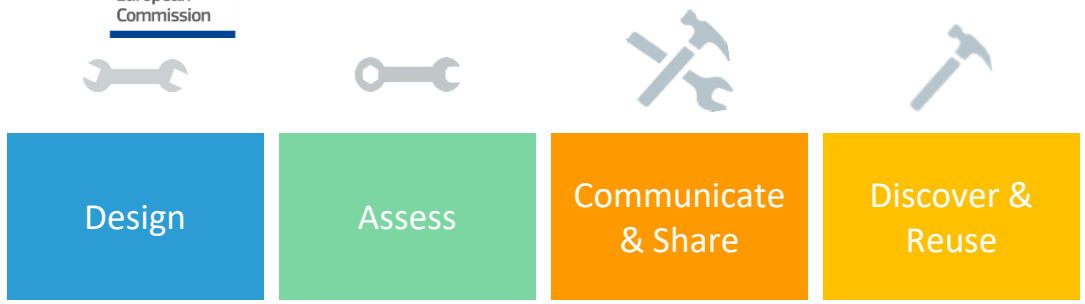 Commission
Design
Assess
Communicate
& Share
Discover &
Reuse